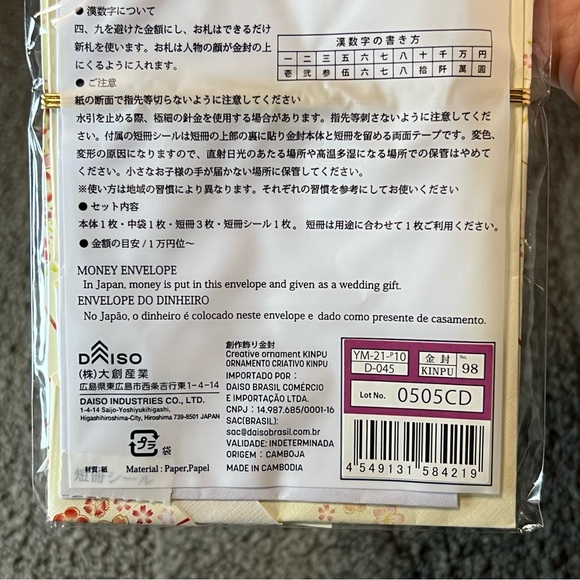 ● 漢数字について
四、九を避けた金額にし、お札はできるだけ
新札を使います。お札は人物の顔が金封の上
にくるように入れます。
漢数字の書き方
一 二 三 五 六 七 八 十 千 万 円
壱 弐 参 伍 六 七 八 拾 阡 萬 圓
● ご注意
紙の断面で指先等切らないように注意してください
水引を止める際、極細の針金を使用する場合があります。指先等刺さないように注意してくださ
い。付属の短冊シールは短冊の上部の裏に貼り金封本体と短冊を留める両面テープです。変色、
変形の原因になりますので、直射日光のあたる場所や高温多湿になる場所での保管はやめて
ください。小さなお子様の手が届かない場所に保管してください。
※使い方は地域の習慣により異なります。それぞれの習慣を参考にしてお使いください
● セット内容
本体1枚・中袋1枚・短冊3枚・短冊シール1枚。 短冊は用途に合わせて1枚ご利用ください。
● 金額の目安/1万円位〜
MONEY ENVELOPE
In Japan, money is put in this envelope and given as a wedding gift.
ENVELOPE DO DINHEIRO
No Japão, o dinheiro é colocado neste envelope e dado como presente de casamento.
DAISO
(株)大創産業
広島県東広島市西条吉行東1-4-14
DAISO INDUSTRIES CO., LTD.
1-4-14 Saijo-Yoshiyukihigashi,
Higashihiroshima-City, Hiroshima 739-8501 JAPAN
プラ
袋
材質:紙 Material : Paper,Papel
短冊シール
創作飾り金封
Creative ornament KINPU
ORNAMENTO CRIATIVO KINPU
IMPORTADO POR :
DAISO BRASIL COMÉRCIO
E IMPORTAÇÃO LTDA.
CNPJ : 14.987.685/0001-16
SAC(BRASIL):
sac@daisobrasil.com.br
VALIDADE: INDETERMINADA
ORIGEM : CAMBOJA
MADE IN CAMBODIA
YM-21-P10
D-045
金封
KINPU
No.
98
Lot No. 0505CD
4 549131 584219